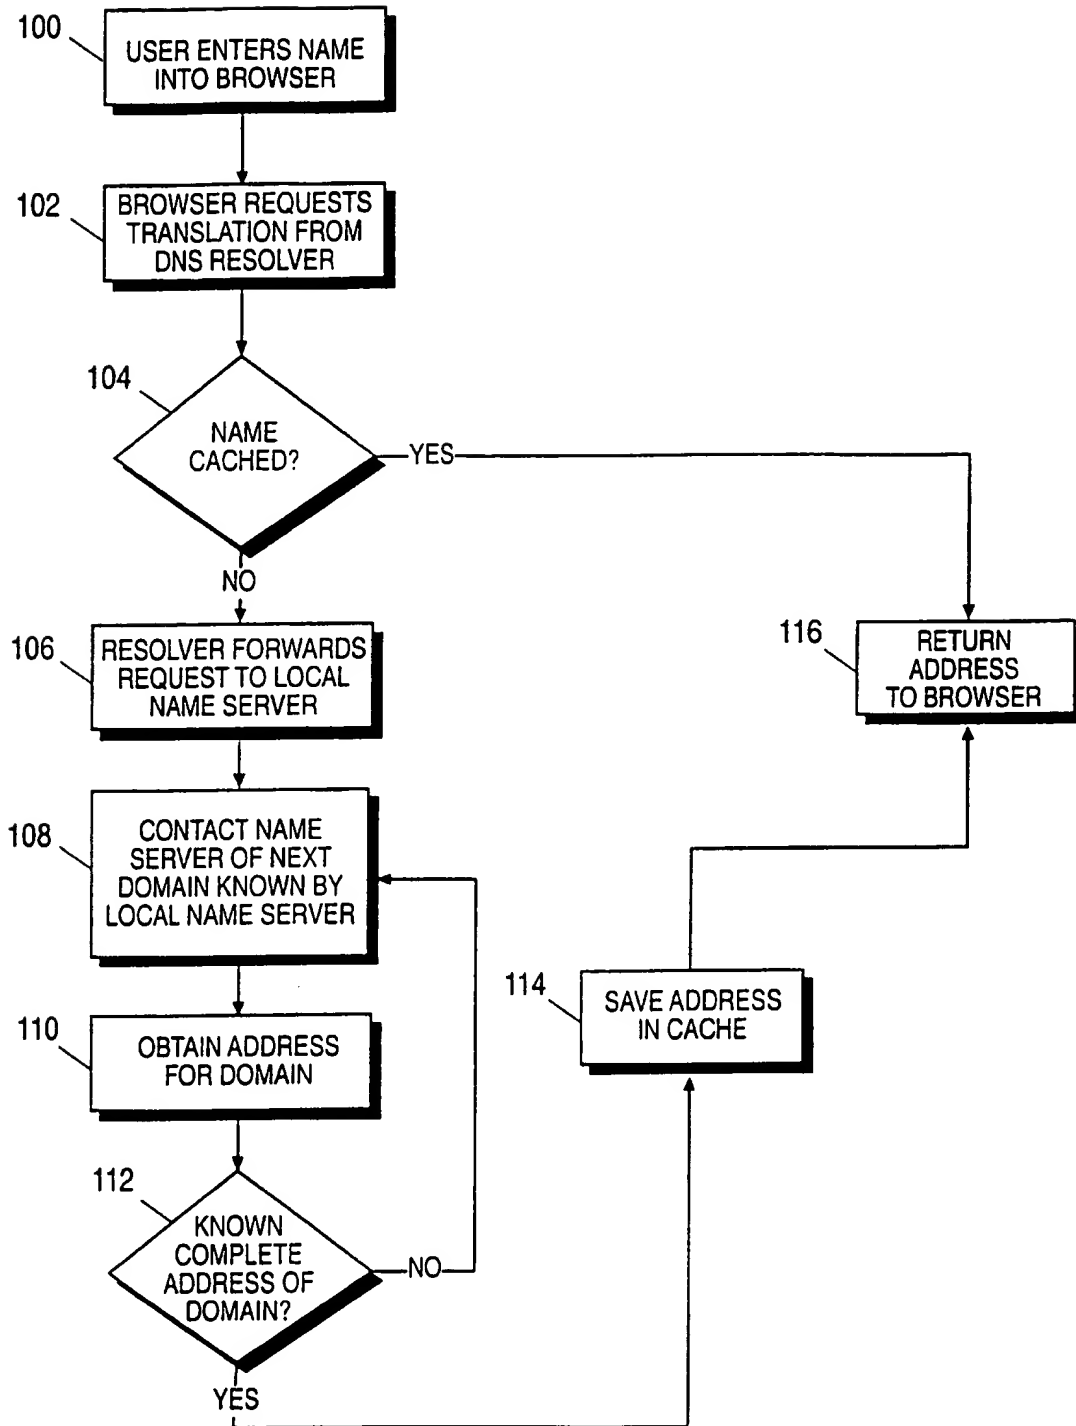 100
USER ENTERS NAME
INTO BROWSER
102
BROWSER REQUESTS
TRANSLATION FROM
DNS RESOLVER
104
NAME
CACHED?
YES
NO
106
RESOLVER FORWARDS
REQUEST TO LOCAL
NAME SERVER
116
RETURN
ADDRESS
TO BROWSER
108
CONTACT NAME
SERVER OF NEXT
DOMAIN KNOWN BY
LOCAL NAME SERVER
114
SAVE ADDRESS
IN CACHE
110
OBTAIN ADDRESS
FOR DOMAIN
112
KNOWN
COMPLETE
ADDRESS OF
DOMAIN?
NO
YES